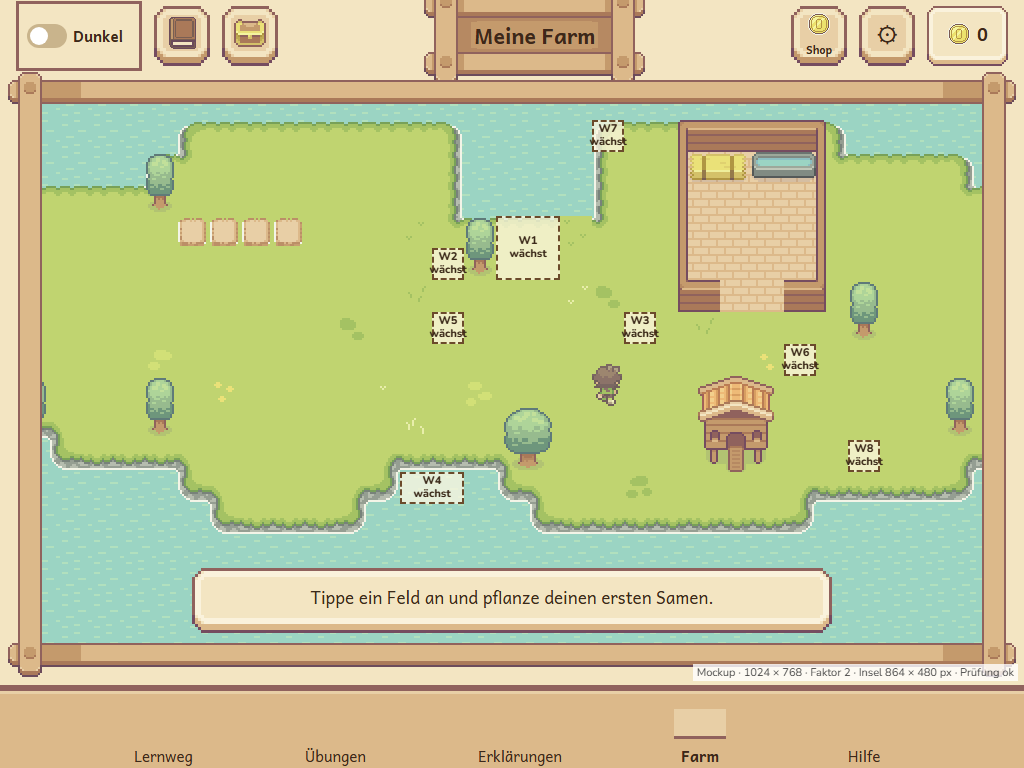 Dunkel
Meine Farm
Shop
0
W7
wächst
W1
wächst
W2
wächst
W5
wächst
W3
wächst
W6
wächst
W8
wächst
W4
wächst
Tippe ein Feld an und pflanze deinen ersten Samen.
Mockup · 1024 × 768 · Faktor 2 · Insel 864 × 480 px · Prüfung ok
Lernweg Übungen Erklärungen Farm Hilfe